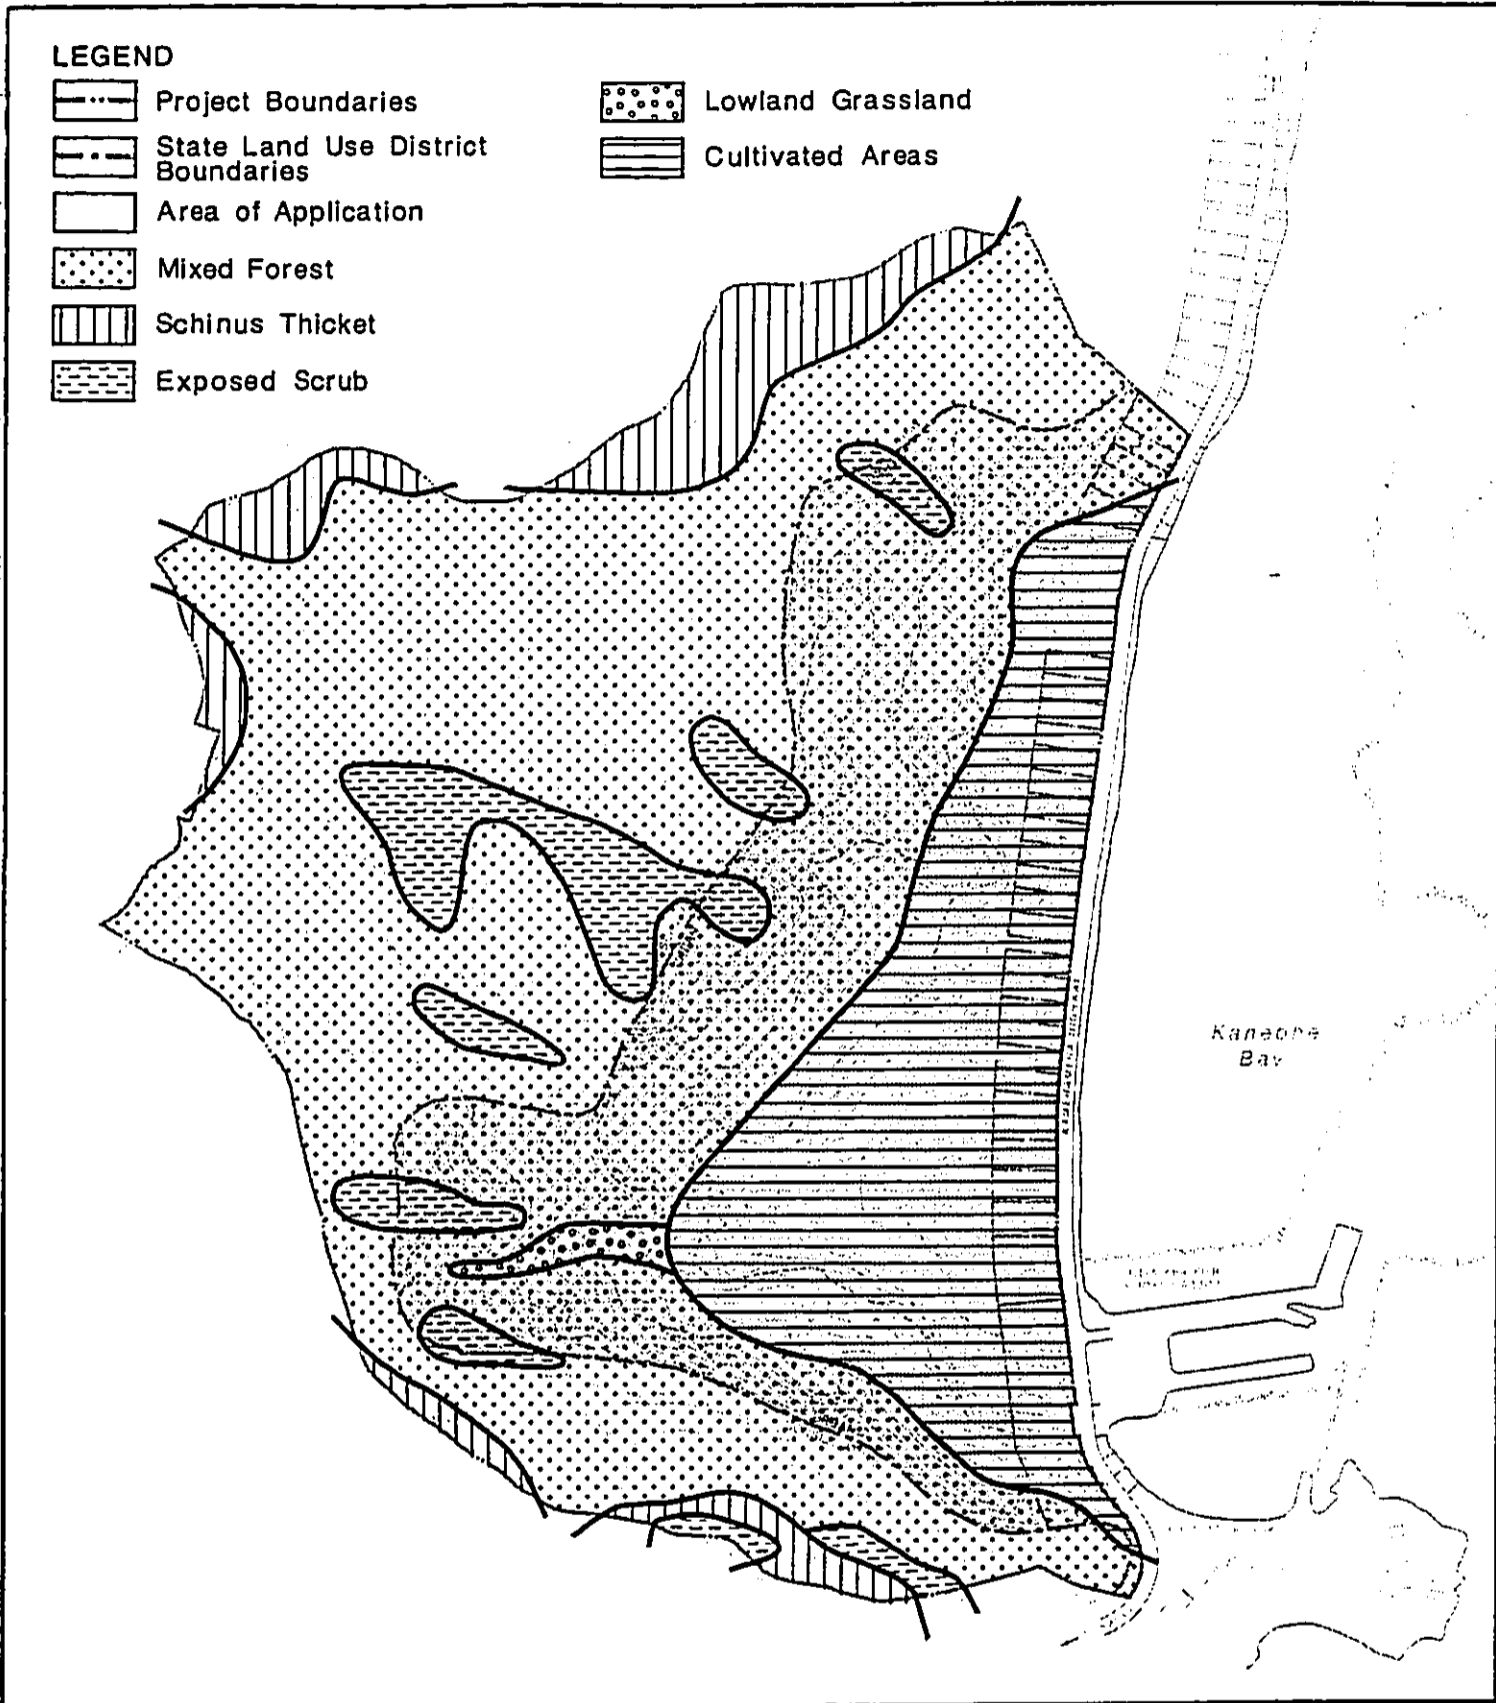 LEGEND
Project Boundaries
State Land Use District
Boundaries
Area of Application
Mixed Forest
Schinus Thicket
Exposed Scrub
Lowland Grassland
Cultivated Areas
Kaneohe
Bay